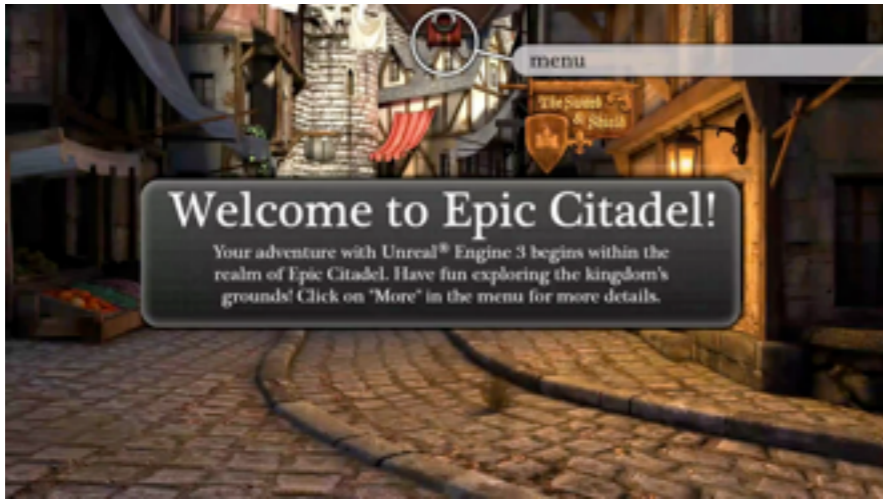 menu
The Sword
& Shield
Welcome to Epic Citadel!
Your adventure with Unreal® Engine 3 begins within the
realm of Epic Citadel. Have fun exploring the kingdom's
grounds! Click on "More" in the menu for more details.